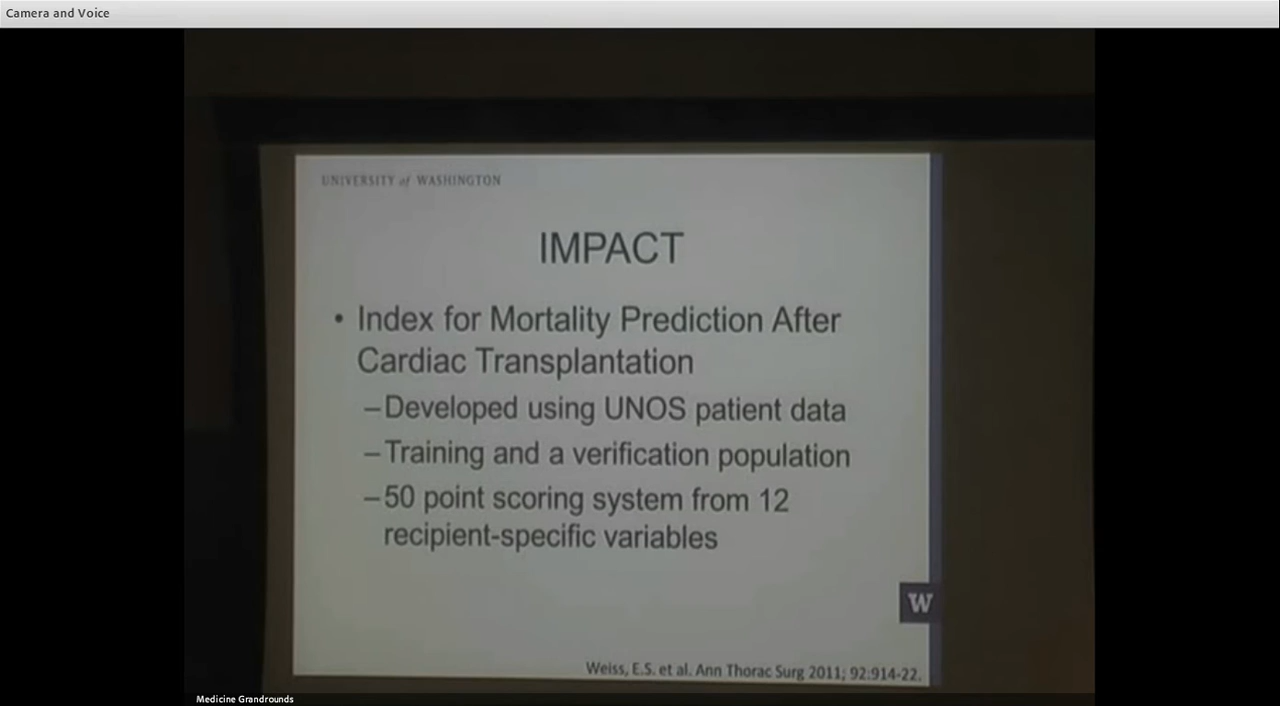 Camera and Voice
UNIVERSITY of WASHINGTON
IMPACT
• Index for Mortality Prediction After
Cardiac Transplantation
–Developed using UNOS patient data
–Training and a verification population
–50 point scoring system from 12
recipient-specific variables
W
Weiss, E.S. et al. Ann Thorac Surg 2011; 92:914-22.
Medicine Grandrounds